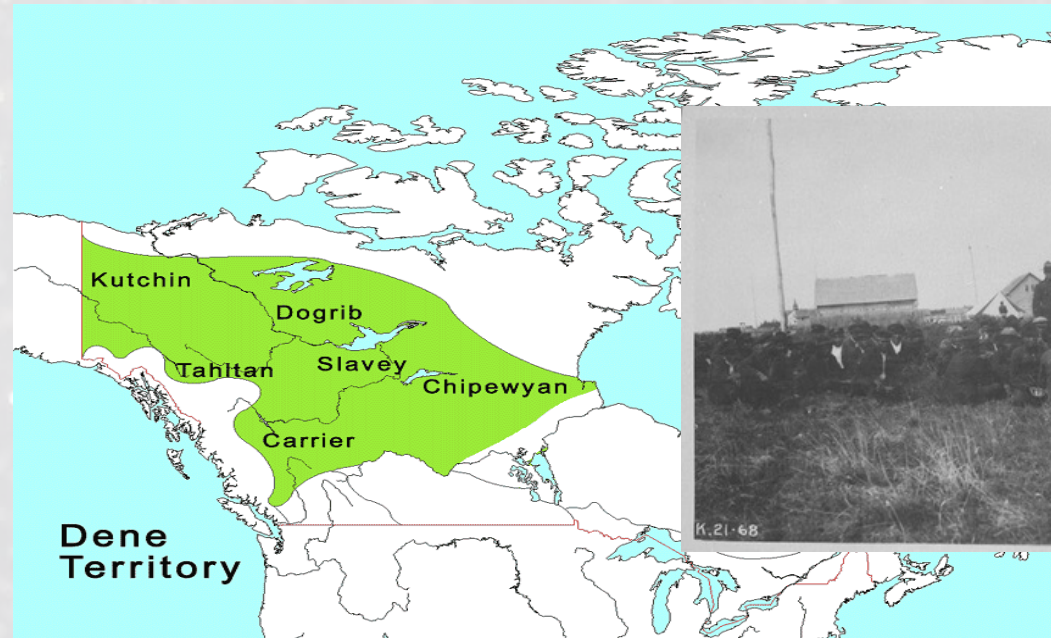 Kutchin
Dogrib
Tahltan
Slavey
Chipewyan
Carrier
Dene
Territory
K.21-68